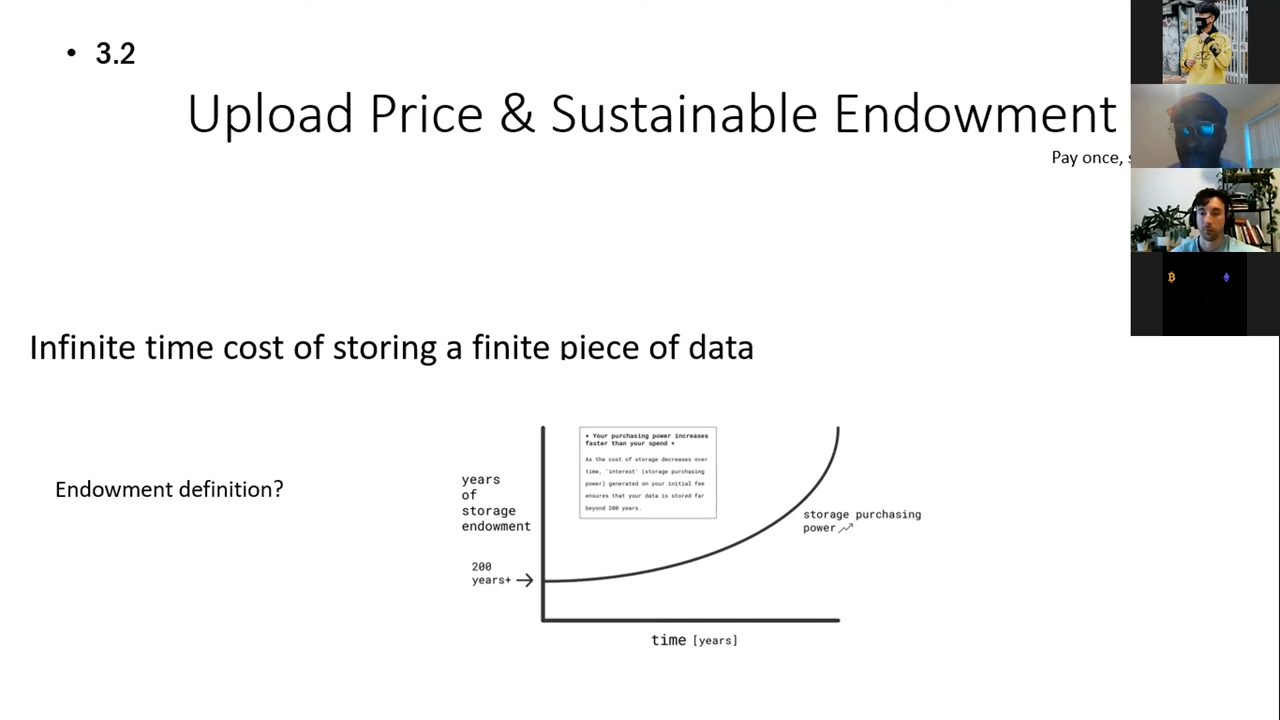 • 3.2
Upload Price & Sustainable Endowment
Pay once,
Infinite time cost of storing a finite piece of data
+ Your purchasing power increases
faster than your spend +
As the cost of storage decreases over
time, 'interest' (storage purchasing
power) generated on your initial fee
ensures that your data is stored far
beyond 200 years.
years
of
storage
endowment
Endowment definition?
storage purchasing
power
200
years+
time [years]